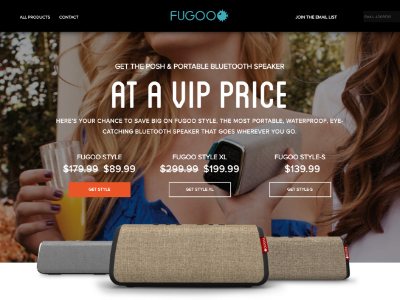 ALL PRODUCTS CONTACT FUGOO JOIN THE EMAIL LIST EMAIL ADDRESS
GET THE POSH & PORTABLE BLUETOOTH SPEAKER
AT A VIP PRICE
HERE'S YOUR CHANCE TO SAVE BIG ON FUGOO STYLE, THE MOST PORTABLE, WATERPROOF, EYE-
CATCHING BLUETOOTH SPEAKER THAT GOES WHEREVER YOU GO.
FUGOO STYLE FUGOO STYLE XL FUGOO STYLE-S
$179.99 $89.99 $299.99 $199.99 $139.99
GET STYLE GET STYLE XL GET STYLE-S